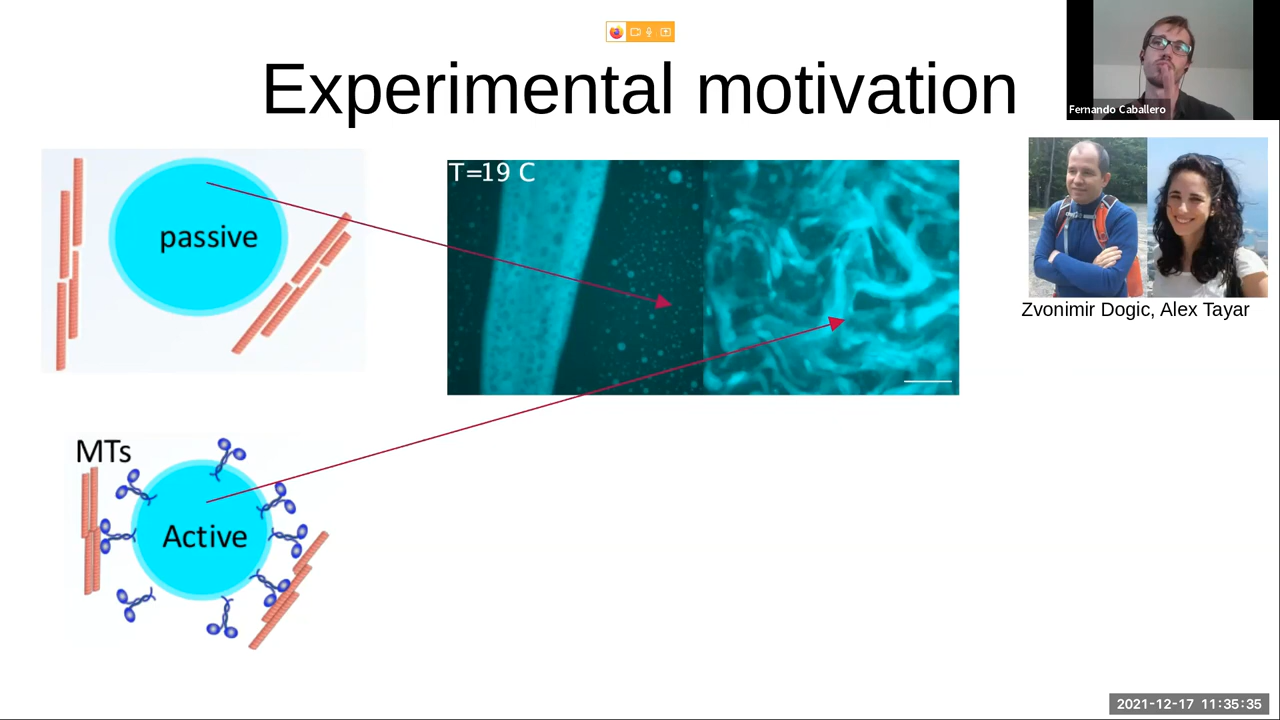 Experimental motivation
Fernando Caballero
passive
T=19 C
Zvonimir Dogic, Alex Tayar
MTs
Active
2021-12-17 11:35:35